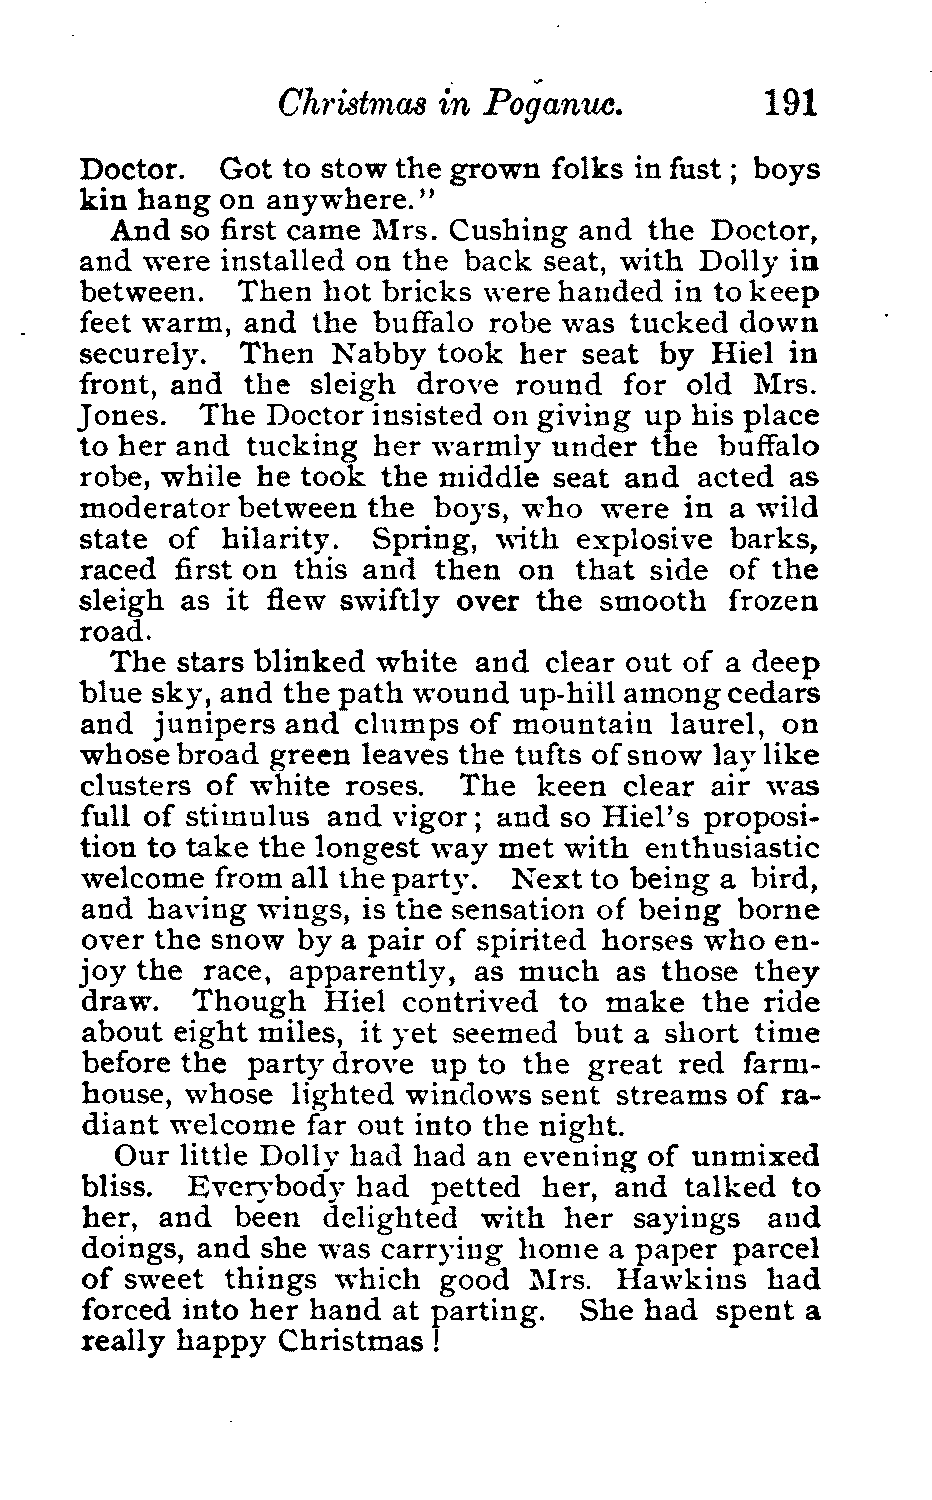 Christmas in Poganuc. 191
Doctor. Got to stow the grown folks in fust ; boys
kin hang on anywhere."
And so first came Mrs. Cushing and the Doctor,
and were installed on the back seat, with Dolly in
between. Then hot bricks were handed in to keep
feet warm, and the buffalo robe was tucked down
securely. Then Nabby took her seat by Hiel in
front, and the sleigh drove round for old Mrs.
Jones. The Doctor insisted on giving up his place
to her and tucking her warmly under the buffalo
robe, while he took the middle seat and acted as
moderator between the boys, who were in a wild
state of hilarity. Spring, with explosive barks,
raced first on this and then on that side of the
sleigh as it flew swiftly over the smooth frozen
road.
The stars blinked white and clear out of a deep
blue sky, and the path wound up-hill among cedars
and junipers and clumps of mountain laurel, on
whose broad green leaves the tufts of snow lay like
clusters of white roses. The keen clear air was
full of stimulus and vigor ; and so Hiel's proposi-
tion to take the longest way met with enthusiastic
welcome from all the party. Next to being a bird,
and having wings, is the sensation of being borne
over the snow by a pair of spirited horses who en-
joy the race, apparently, as much as those they
draw. Though Hiel contrived to make the ride
about eight miles, it yet seemed but a short time
before the party drove up to the great red farm-
house, whose lighted windows sent streams of ra-
diant welcome far out into the night.
Our little Dolly had had an evening of unmixed
bliss. Everybody had petted her, and talked to
her, and been delighted with her sayings and
doings, and she was carrying home a paper parcel
of sweet things which good Mrs. Hawkins had
forced into her hand at parting. She had spent a
really happy Christmas !